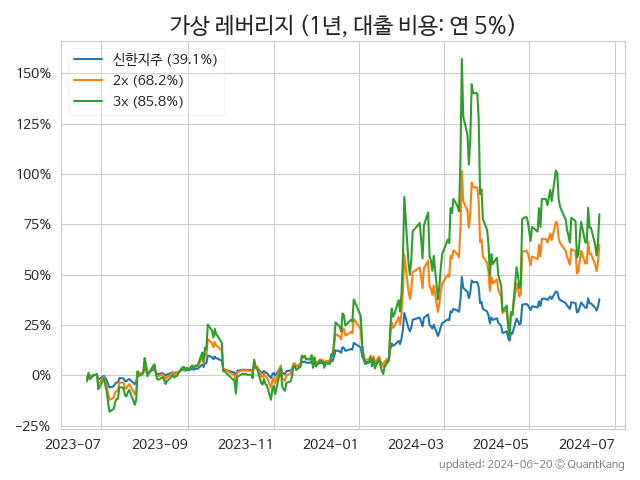 가상 레버리지 (1년, 대출 비용: 연 5%)
신한지주 (39.1%)
2x (68.2%)
3x (85.8%)
150%
125%
100%
75%
50%
25%
0%
−25%
2023-07 2023-09 2023-11 2024-01 2024-03 2024-05 2024-07
updated: 2024-06-20 © QuantKang